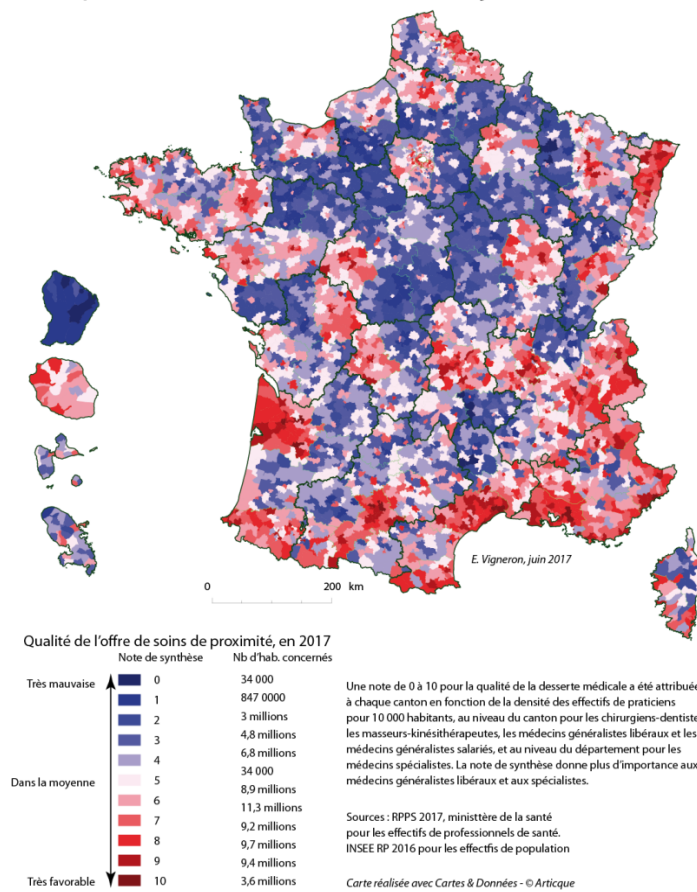 E. Vigneron, juin 2017
0 200 km
Qualité de l'offre de soins de proximité, en 2017
Note de synthèse Nb d'hab. concernés
Très mauvaise 0 34 000
1 847 0000
2 3 millions
3 4,8 millions
4 6,8 millions
Dans la moyenne 5 34 000
6 8,9 millions
7 11,3 millions
8 9,2 millions
9 9,7 millions
9,4 millions
Très favorable 10 3,6 millions
Une note de 0 à 10 pour la qualité de la desserte médicale a été attribuée
à chaque canton en fonction de la densité des effectifs de praticiens
pour 10 000 habitants, au niveau du canton pour les chirurgiens-dentiste
les masseurs-kinésithérapeutes, les médecins généralistes libéraux et les
médecins généralistes salariés, et au niveau du département pour les
médecins spécialistes. La note de synthèse donne plus d'importance aux
médecins généralistes libéraux et aux spécialistes.
Sources : RPPS 2017, ministtère de la santé
pour les effectifs de professionnels de santé.
INSEE RP 2016 pour les effectfis de population
Carte réalisée avec Cartes & Données - © Articque